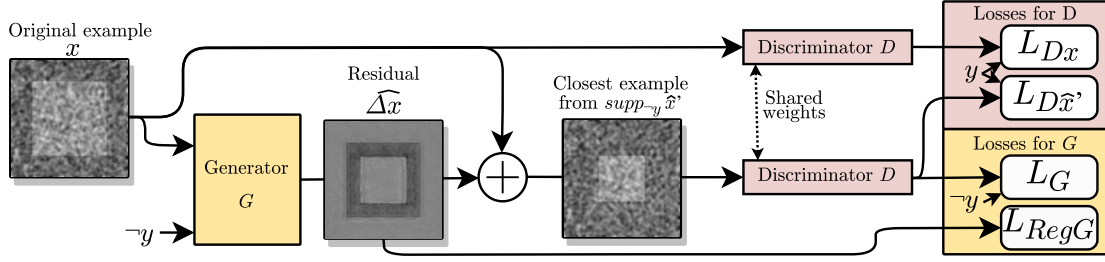 Original example
x
Residual
Δ̂x
Closest example
from supp¬y x̂'
Generator
G
¬y
Discriminator D
Shared
weights
Discriminator D
Losses for D
L_Dx
y
L_Dx̂'
Losses for G
L_G
¬y
L_RegG